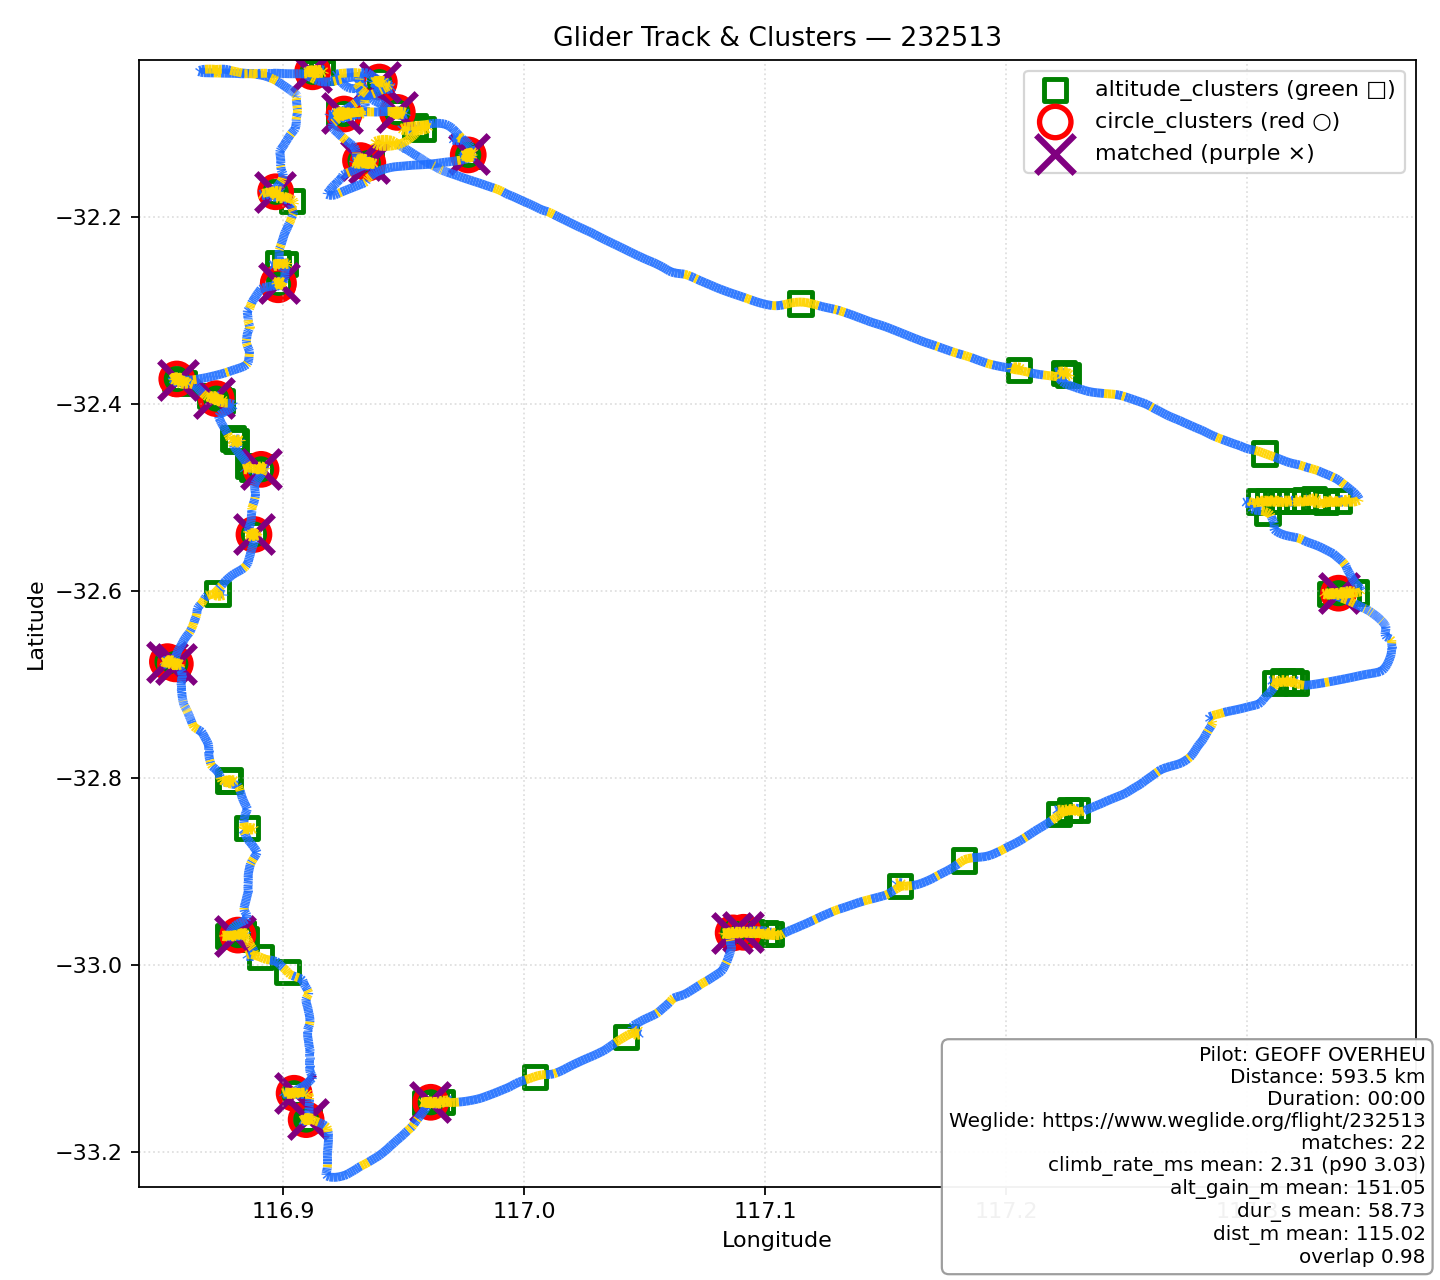 Glider Track & Clusters — 232513
altitude_clusters (green □)
circle_clusters (red ○)
matched (purple ×)
Latitude
−32.2
−32.4
−32.6
−32.8
−33.0
−33.2
116.9
117.0
117.1
117.2
Longitude
Pilot: GEOFF OVERHEU
Distance: 593.5 km
Duration: 00:00
Weglide: https://www.weglide.org/flight/232513
matches: 22
climb_rate_ms mean: 2.31 (p90 3.03)
alt_gain_m mean: 151.05
dur_s mean: 58.73
dist_m mean: 115.02
overlap 0.98